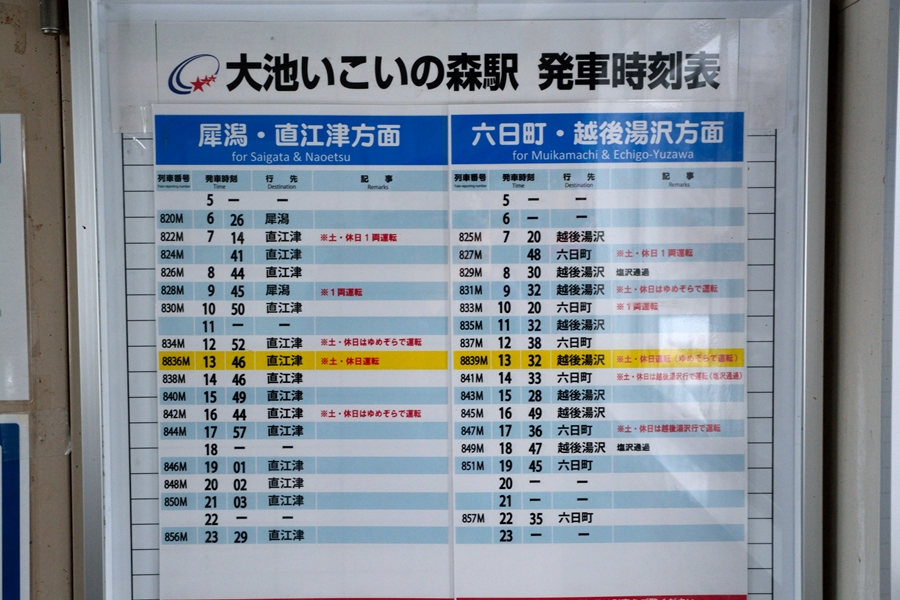 大池いこいの森駅 発車時刻表
犀潟・直江津方面
for Saigata & Naoetsu
列車番号 発車時刻 行先 記事
Train reporting number Time Destination Remarks
5 ー ー
820M 6 26 犀潟
822M 7 14 直江津 ※土・休日1両運転
824M 41 直江津
826M 8 44 直江津
828M 9 45 犀潟 ※1両運転
830M 10 50 直江津
11 ー ー
834M 12 52 直江津 ※土・休日はゆめぞらで運転
8836M 13 46 直江津 ※土・休日運転
838M 14 46 直江津
840M 15 49 直江津
842M 16 44 直江津 ※土・休日はゆめぞらで運転
844M 17 57 直江津
18 ー ー
846M 19 01 直江津
848M 20 02 直江津
850M 21 03 直江津
22 ー ー
856M 23 29 直江津
六日町・越後湯沢方面
for Muikamachi & Echigo-Yuzawa
列車番号 発車時刻 行先 記事
Train reporting number Time Destination Remarks
5 ー ー
6 ー ー
825M 7 20 越後湯沢
827M 48 六日町 ※土・休日1両運転
829M 8 30 越後湯沢 塩沢通過
831M 9 32 越後湯沢 ※土・休日はゆめぞらで運転
833M 10 20 六日町 ※1両運転
835M 11 32 越後湯沢
837M 12 38 六日町
8839M 13 32 越後湯沢 ※土・休日運転(ゆめぞらで運転)
841M 14 33 六日町 ※土・休日は越後湯沢行で運転(塩沢通過)
843M 15 28 越後湯沢
845M 16 49 越後湯沢
847M 17 36 六日町 ※土・休日は越後湯沢行で運転
849M 18 47 越後湯沢 塩沢通過
851M 19 45 六日町
20 ー ー
21 ー ー
857M 22 35 六日町
23 ー ー